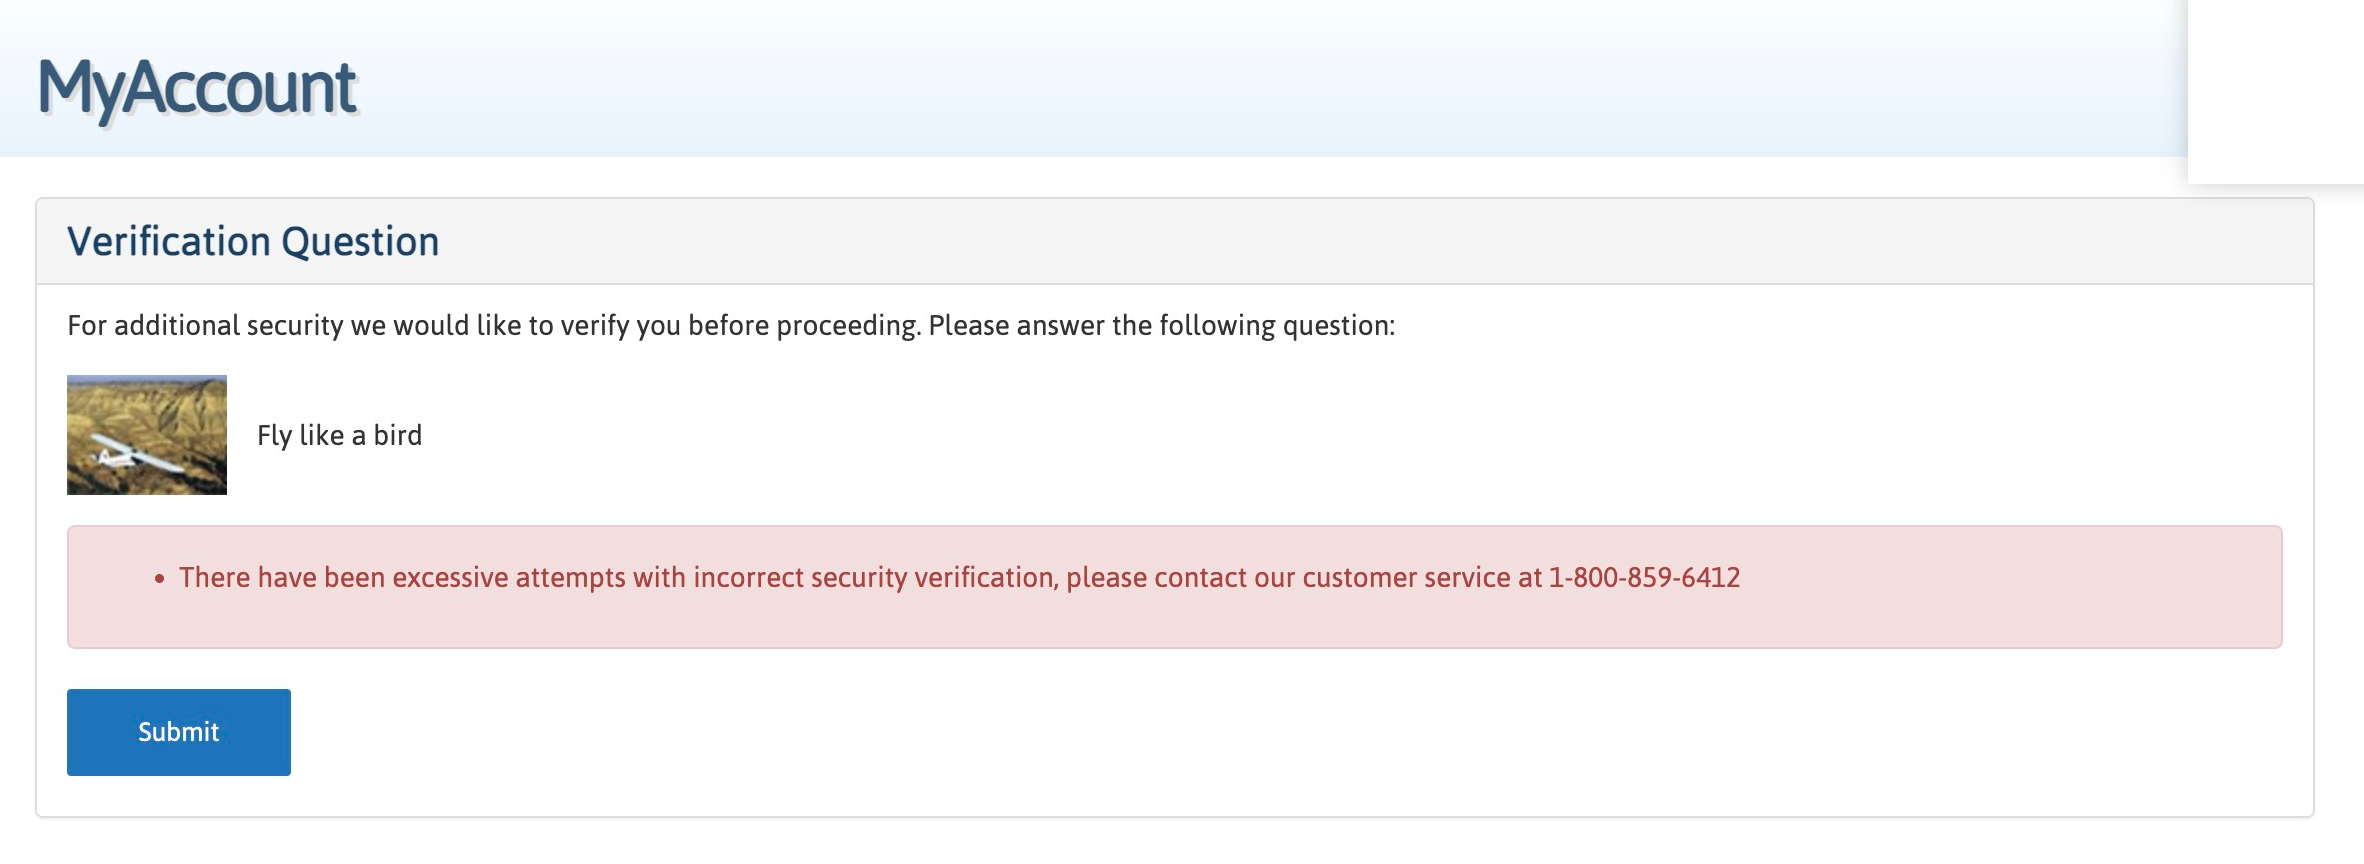 MyAccount
Verification Question
For additional security we would like to verify you before proceeding. Please answer the following question:
Fly like a bird
There have been excessive attempts with incorrect security verification, please contact our customer service at 1-800-859-6412
Submit